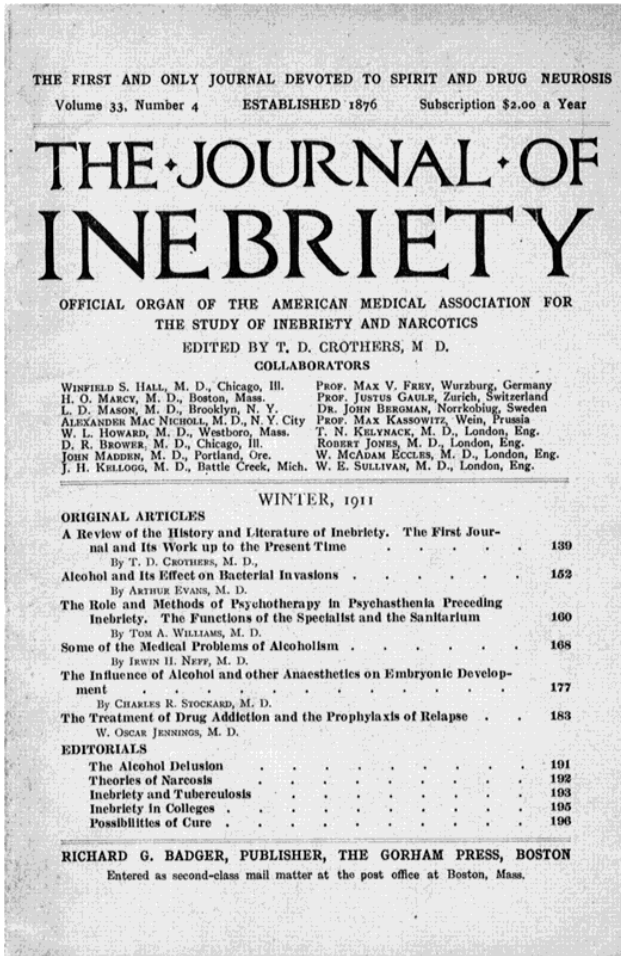 THE FIRST AND ONLY JOURNAL DEVOTED TO SPIRIT AND DRUG NEUROSIS
Volume 33, Number 4 ESTABLISHED 1876 Subscription $2.00 a Year
THE·JOURNAL·OF
INEBRIETY
OFFICIAL ORGAN OF THE AMERICAN MEDICAL ASSOCIATION FOR
THE STUDY OF INEBRIETY AND NARCOTICS
EDITED BY T. D. CROTHERS, M D.
COLLABORATORS
WINFIELD S. HALL, M. D., Chicago, Ill. PROF. MAX V. FREY, Wurzburg, Germany
H. O. MARCY, M. D., Boston, Mass. PROF. JUSTUS GAULE, Zurich, Switzerland
L. D. MASON, M. D., Brooklyn, N. Y. DR. JOHN BERGMAN, Norrkobiug, Sweden
ALEXANDER MAC NICHOLL, M. D., N. Y. City PROF. MAX KASSOWITZ, Wein, Prussia
W. L. HOWARD, M. D., Westboro, Mass. T. N. KELYNACK, M. D., London, Eng.
D. R. BROWER, M. D., Chicago, Ill. ROBERT JONES, M. D., London, Eng.
JOHN MADDEN, M. D., Portland, Ore. W. MCADAM ECCLES, M. D., London, Eng.
J. H. KELLOGG, M. D., Battle Creek, Mich. W. E. SULLIVAN, M. D., London, Eng.
WINTER, 1911
ORIGINAL ARTICLES
A Review of the History and Literature of Inebriety. The First Jour-
nal and Its Work up to the Present Time . . . . . 139
By T. D. CROTHERS, M. D.,
Alcohol and Its Effect on Bacterial Invasions . . . . . . 152
By ARTHUR EVANS, M. D.
The Role and Methods of Psychotherapy in Psychasthenia Preceding
Inebriety. The Functions of the Specialist and the Sanitarium 160
By TOM A. WILLIAMS, M. D.
Some of the Medical Problems of Alcoholism . . . . . . 168
By IRWIN H. NEFF, M. D.
The Influence of Alcohol and other Anaesthetics on Embryonic Develop-
ment . . . . . . . . . . . . . 177
By CHARLES R. STOCKARD, M. D.
The Treatment of Drug Addiction and the Prophylaxis of Relapse . . 183
W. OSCAR JENNINGS, M. D.
EDITORIALS
The Alcohol Delusion . . . . . . . . . 191
Theories of Narcosis . . . . . . . . . 192
Inebriety and Tuberculosis . . . . . . . . 193
Inebriety in Colleges . . . . . . . . . . 195
Possibilities of Cure . . . . . . . . . . 196
RICHARD G. BADGER, PUBLISHER, THE GORHAM PRESS, BOSTON
Entered as second-class mail matter at the post office at Boston, Mass.